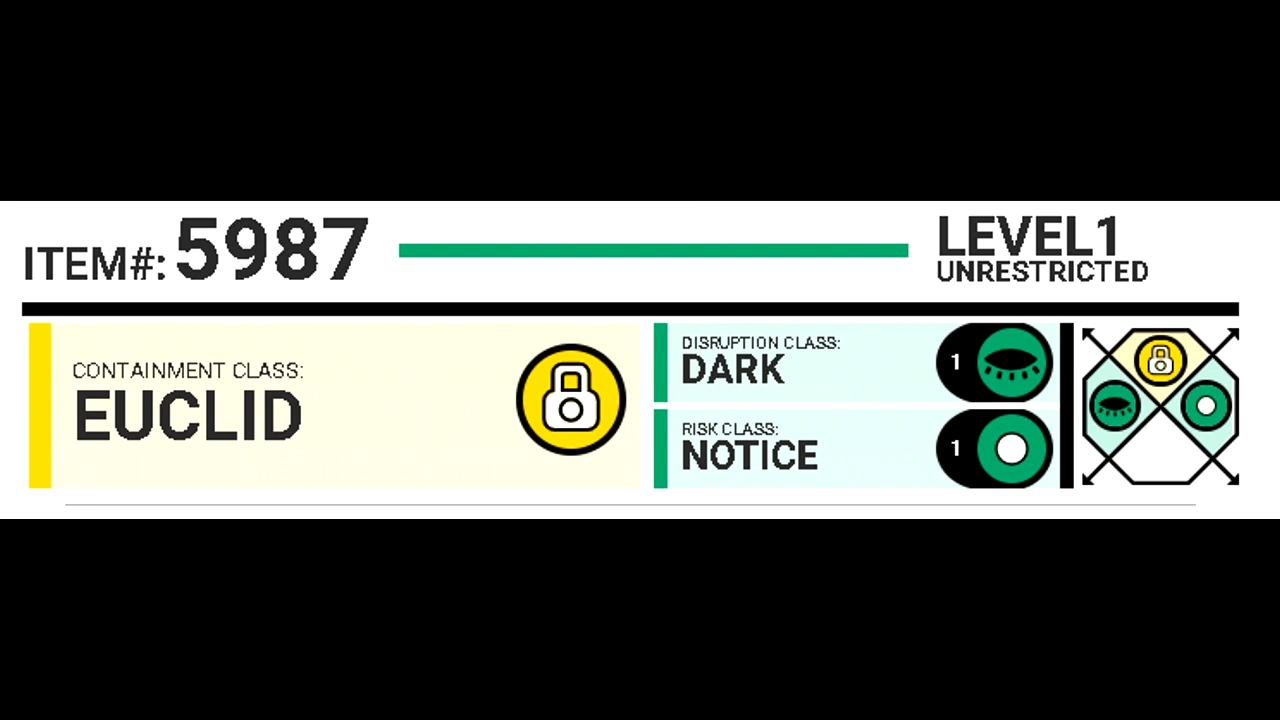 ITEM#: 5987
LEVEL1
UNRESTRICTED
CONTAINMENT CLASS:
EUCLID
DISRUPTION CLASS:
DARK
1
RISK CLASS:
NOTICE
1